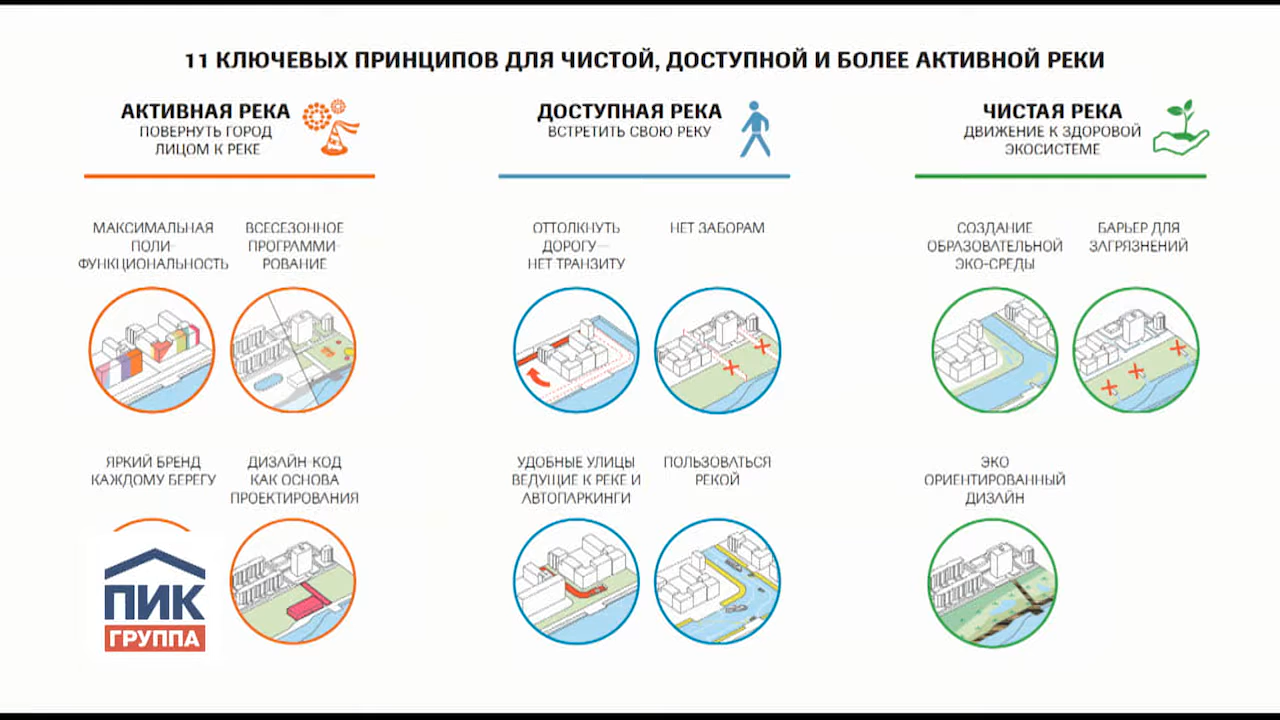 11 КЛЮЧЕВЫХ ПРИНЦИПОВ ДЛЯ ЧИСТОЙ, ДОСТУПНОЙ И БОЛЕЕ АКТИВНОЙ РЕКИ
АКТИВНАЯ РЕКА
ПОВЕРНУТЬ ГОРОД
ЛИЦОМ К РЕКЕ
МАКСИМАЛЬНАЯ
ПОЛИ-
ФУНКЦИОНАЛЬНОСТЬ
ВСЕСЕЗОННОЕ
ПРОГРАММИ-
РОВАНИЕ
ЯРКИЙ БРЕНД
КАЖДОМУ БЕРЕГУ
ДИЗАЙН-КОД
КАК ОСНОВА
ПРОЕКТИРОВАНИЯ
ДОСТУПНАЯ РЕКА
ВСТРЕТИТЬ СВОЮ РЕКУ
ОТТОЛКНУТЬ
ДОРОГУ—
НЕТ ТРАНЗИТУ
НЕТ ЗАБОРАМ
УДОБНЫЕ УЛИЦЫ
ВЕДУЩИЕ К РЕКЕ И
АВТОПАРКИНГИ
ПОЛЬЗОВАТЬСЯ
РЕКОЙ
ЧИСТАЯ РЕКА
ДВИЖЕНИЕ К ЗДОРОВОЙ
ЭКОСИСТЕМЕ
СОЗДАНИЕ
ОБРАЗОВАТЕЛЬНОЙ
ЭКО-СРЕДЫ
БАРЬЕР ДЛЯ
ЗАГРЯЗНЕНИЙ
ЭКО
ОРИЕНТИРОВАННЫЙ
ДИЗАЙН
ПИК
ГРУППА